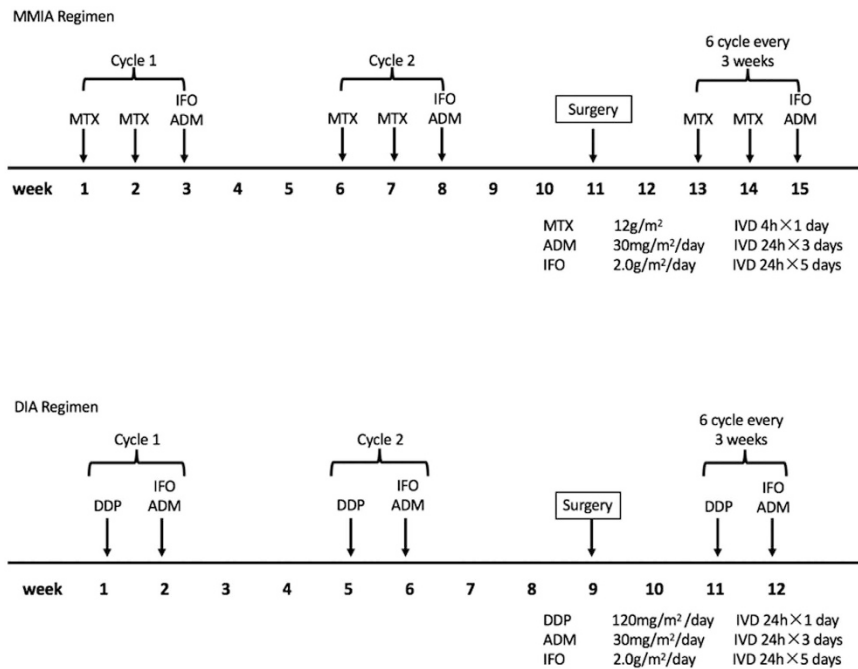 MMIA Regimen
Cycle 1
Cycle 2
6 cycle every
3 weeks
MTX MTX IFO ADM MTX MTX IFO ADM Surgery MTX MTX IFO ADM
week 1 2 3 4 5 6 7 8 9 10 11 12 13 14 15
MTX 12g/m² IVD 4h×1 day
ADM 30mg/m²/day IVD 24h×3 days
IFO 2.0g/m²/day IVD 24h×5 days
DIA Regimen
Cycle 1
Cycle 2
6 cycle every
3 weeks
DDP IFO ADM DDP IFO ADM Surgery DDP IFO ADM
week 1 2 3 4 5 6 7 8 9 10 11 12
DDP 120mg/m²/day IVD 24h×1 day
ADM 30mg/m²/day IVD 24h×3 days
IFO 2.0g/m²/day IVD 24h×5 days